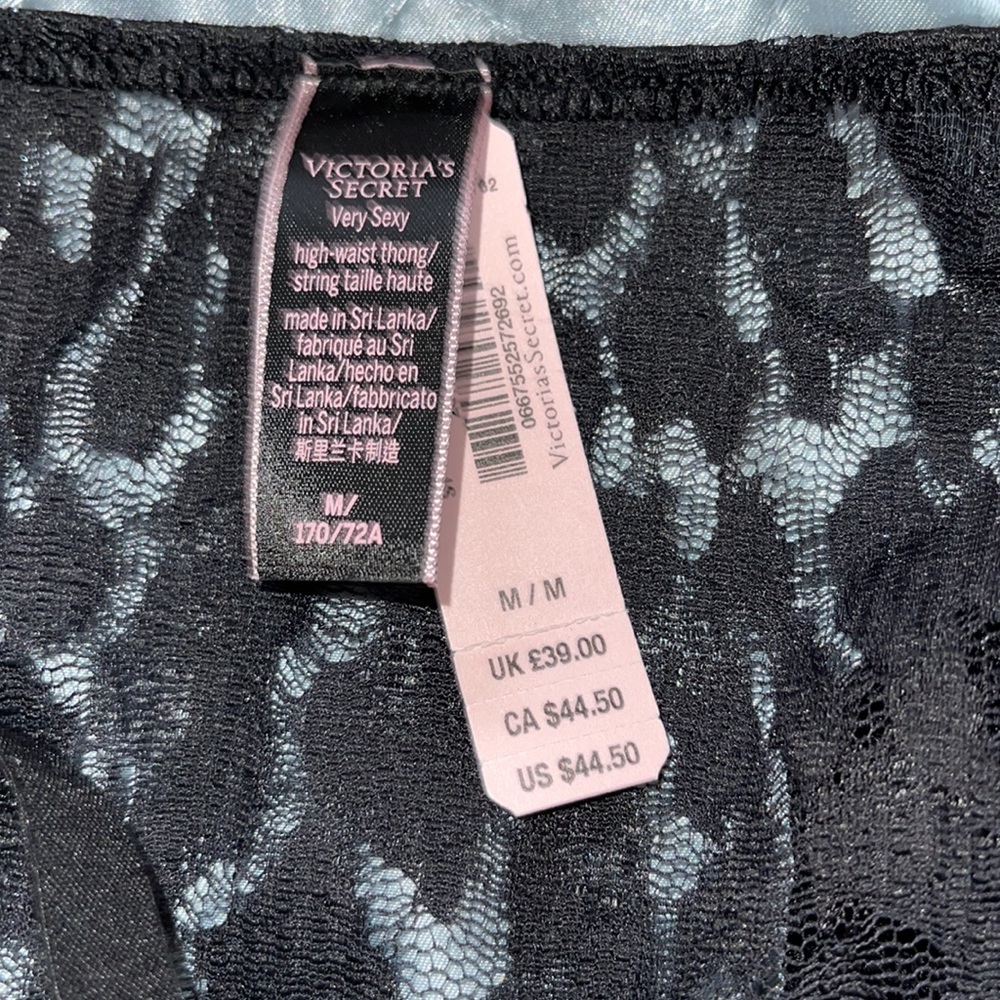 VICTORIA'S
SECRET
Very Sexy
high-waist thong/
string taille haute
made in Sri Lanka/
fabriqué au Sri
Lanka/hecho en
Sri Lanka/fabbricato
in Sri Lanka/
斯里兰卡制造
M/
170/72A
0667552572692
VictoriasSecret.com
M / M
UK £39.00
CA $44.50
US $44.50